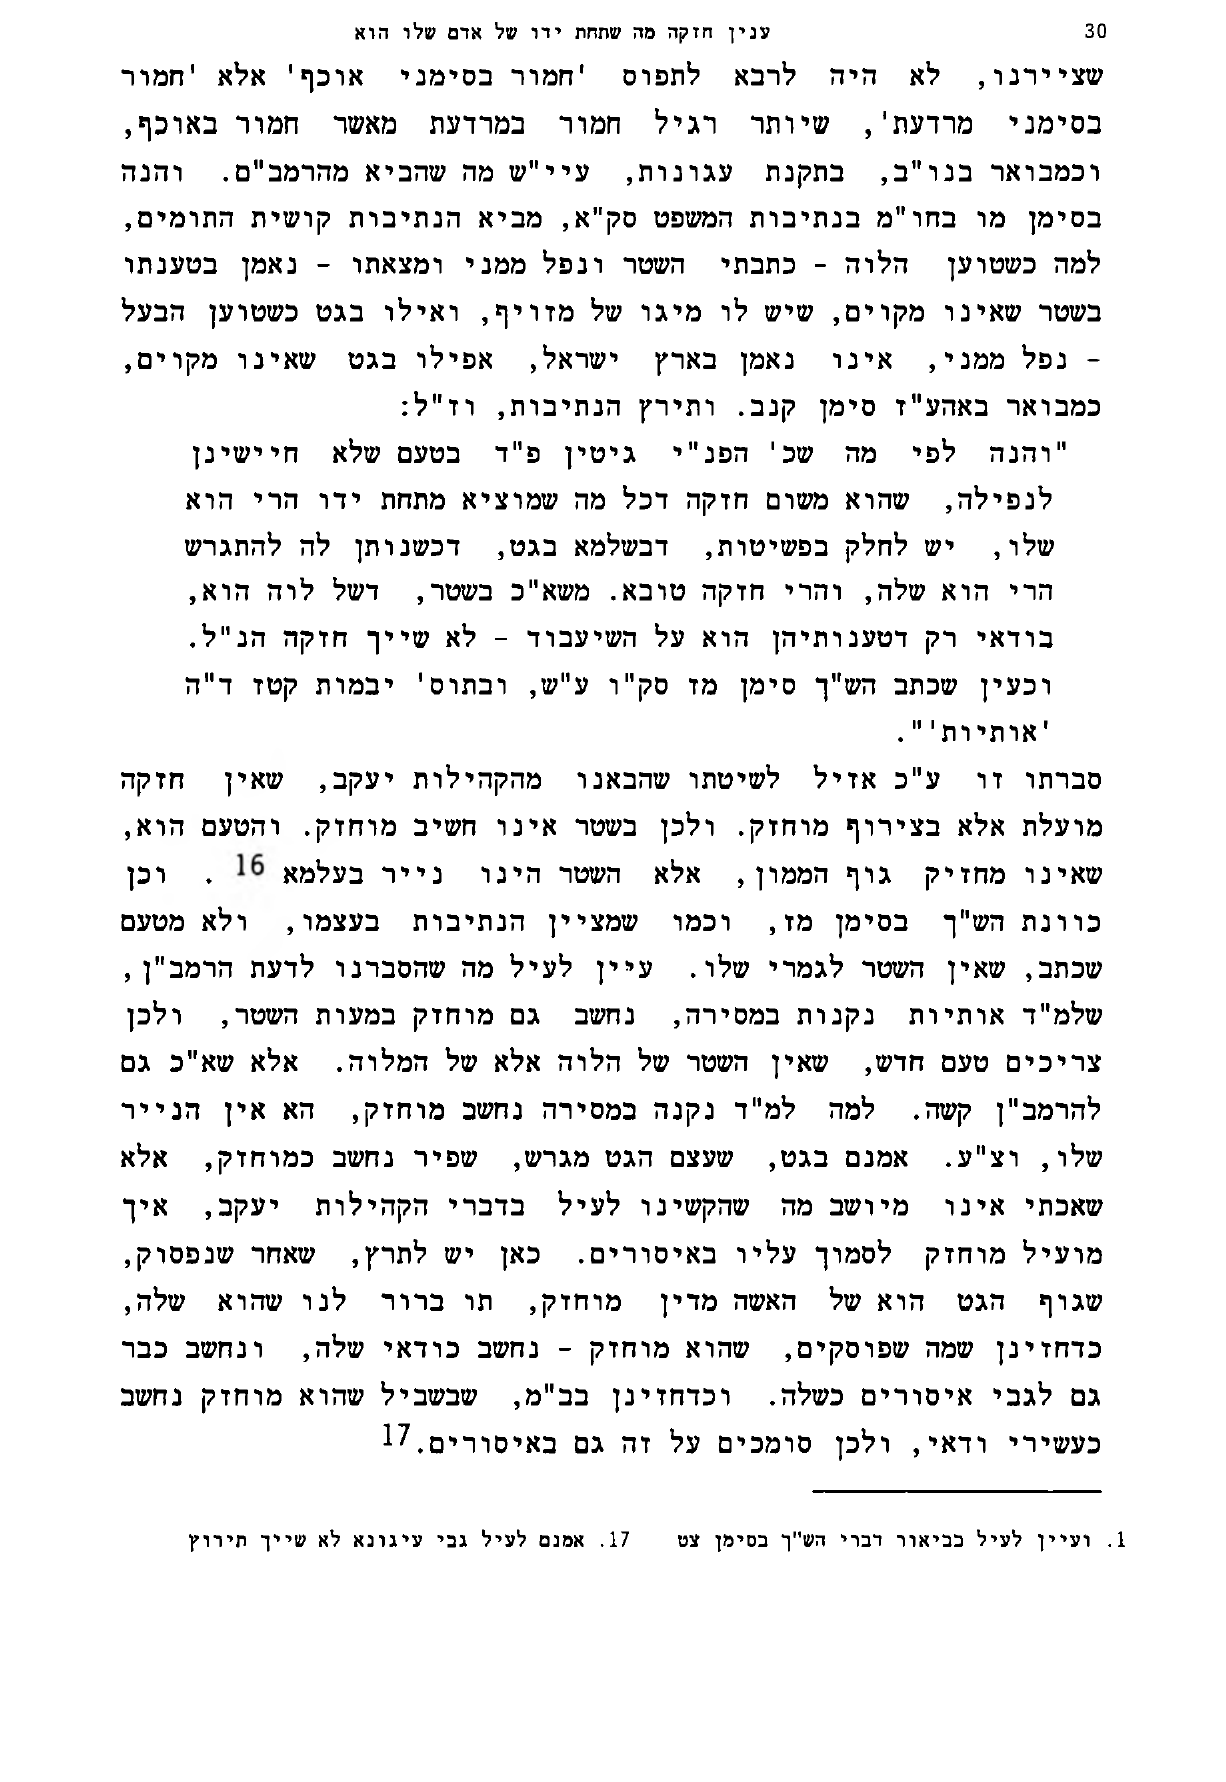 30 ענין חזקה מה שתחת ידו של אדם שלו הוא
שציירנו, לא היה לרבא לתפוס 'חמור בסימני אוכף' אלא 'חמור
בסימני מרדעת', שיותר רגיל חמור במרדעת מאשר חמור באוכף,
וכמבואר בנו"ב, בתקנת עגונות, עיי"ש מה שהביא מהרמב"ם. והנה
בסימן מו בחו"מ בנתיבות המשפט סק"א, מביא הנתיבות קושית התומים,
למה כשטוען הלוה - כתבתי השטר ונפל ממני ומצאתו - נאמן בטענתו
בשטר שאינו מקוים, שיש לו מיגו של מזויף, ואילו בגט כשטוען הבעל
- נפל ממני, אינו נאמן בארץ ישראל, אפילו בגט שאינו מקוים,
כמבואר באהע"ז סימן קנב. ותירץ הנתיבות, וז"ל:
"והנה לפי מה שכ' הפנ"י גיטין פ"ד בטעם שלא חיישינן
לנפילה, שהוא משום חזקה דכל מה שמוציא מתחת ידו הרי הוא
שלו, יש לחלק בפשיטות, דבשלמא בגט, דכשנותן לה להתגרש
הרי הוא שלה, והרי חזקה טובא. משא"כ בשטר, דשל לוה הוא,
בודאי רק דטענותיהן הוא על השיעבוד - לא שייך חזקה הנ"ל.
וכעין שכתב הש"ך סימן מז סק"ו ע"ש, ובתוס' יבמות קטז ד"ה
'אותיות'".
סברתו זו ע"כ אזיל לשיטתו שהבאנו מהקהילות יעקב, שאין חזקה
מועלת אלא בצירוף מוחזק. ולכן בשטר אינו חשיב מוחזק. והטעם הוא,
שאינו מחזיק גוף הממון, אלא השטר הינו נייר בעלמא 16. וכן
כוונת הש"ך בסימן מז, וכמו שמציין הנתיבות בעצמו, ולא מטעם
שכתב, שאין השטר לגמרי שלו. עיין לעיל מה שהסברנו לדעת הרמב"ן,
שלמ"ד אותיות נקנות במסירה, נחשב גם מוחזק במעות השטר, ולכן
צריכים טעם חדש, שאין השטר של הלוה אלא של המלוה. אלא שא"כ גם
להרמב"ן קשה. למה למ"ד נקנה במסירה נחשב מוחזק, הא אין הנייר
שלו, וצ"ע. אמנם בגט, שעצם הגט מגרש, שפיר נחשב כמוחזק, אלא
שאכתי אינו מיושב מה שהקשינו לעיל בדברי הקהילות יעקב, איך
מועיל מוחזק לסמוך עליו באיסורים. כאן יש לתרץ, שאחר שנפסוק,
שגוף הגט הוא של האשה מדין מוחזק, תו ברור לנו שהוא שלה,
כדחזינן שמה שפוסקים, שהוא מוחזק - נחשב כודאי שלה, ונחשב כבר
גם לגבי איסורים כשלה. וכדחזינן בב"מ, שבשביל שהוא מוחזק נחשב
כעשירי ודאי, ולכן סומכים על זה גם באיסורים.17
1. ועיין לעיל בביאור דברי הש"ך בסימן צט 17. אמנם לעיל גבי עיגונא לא שייך תירוץ